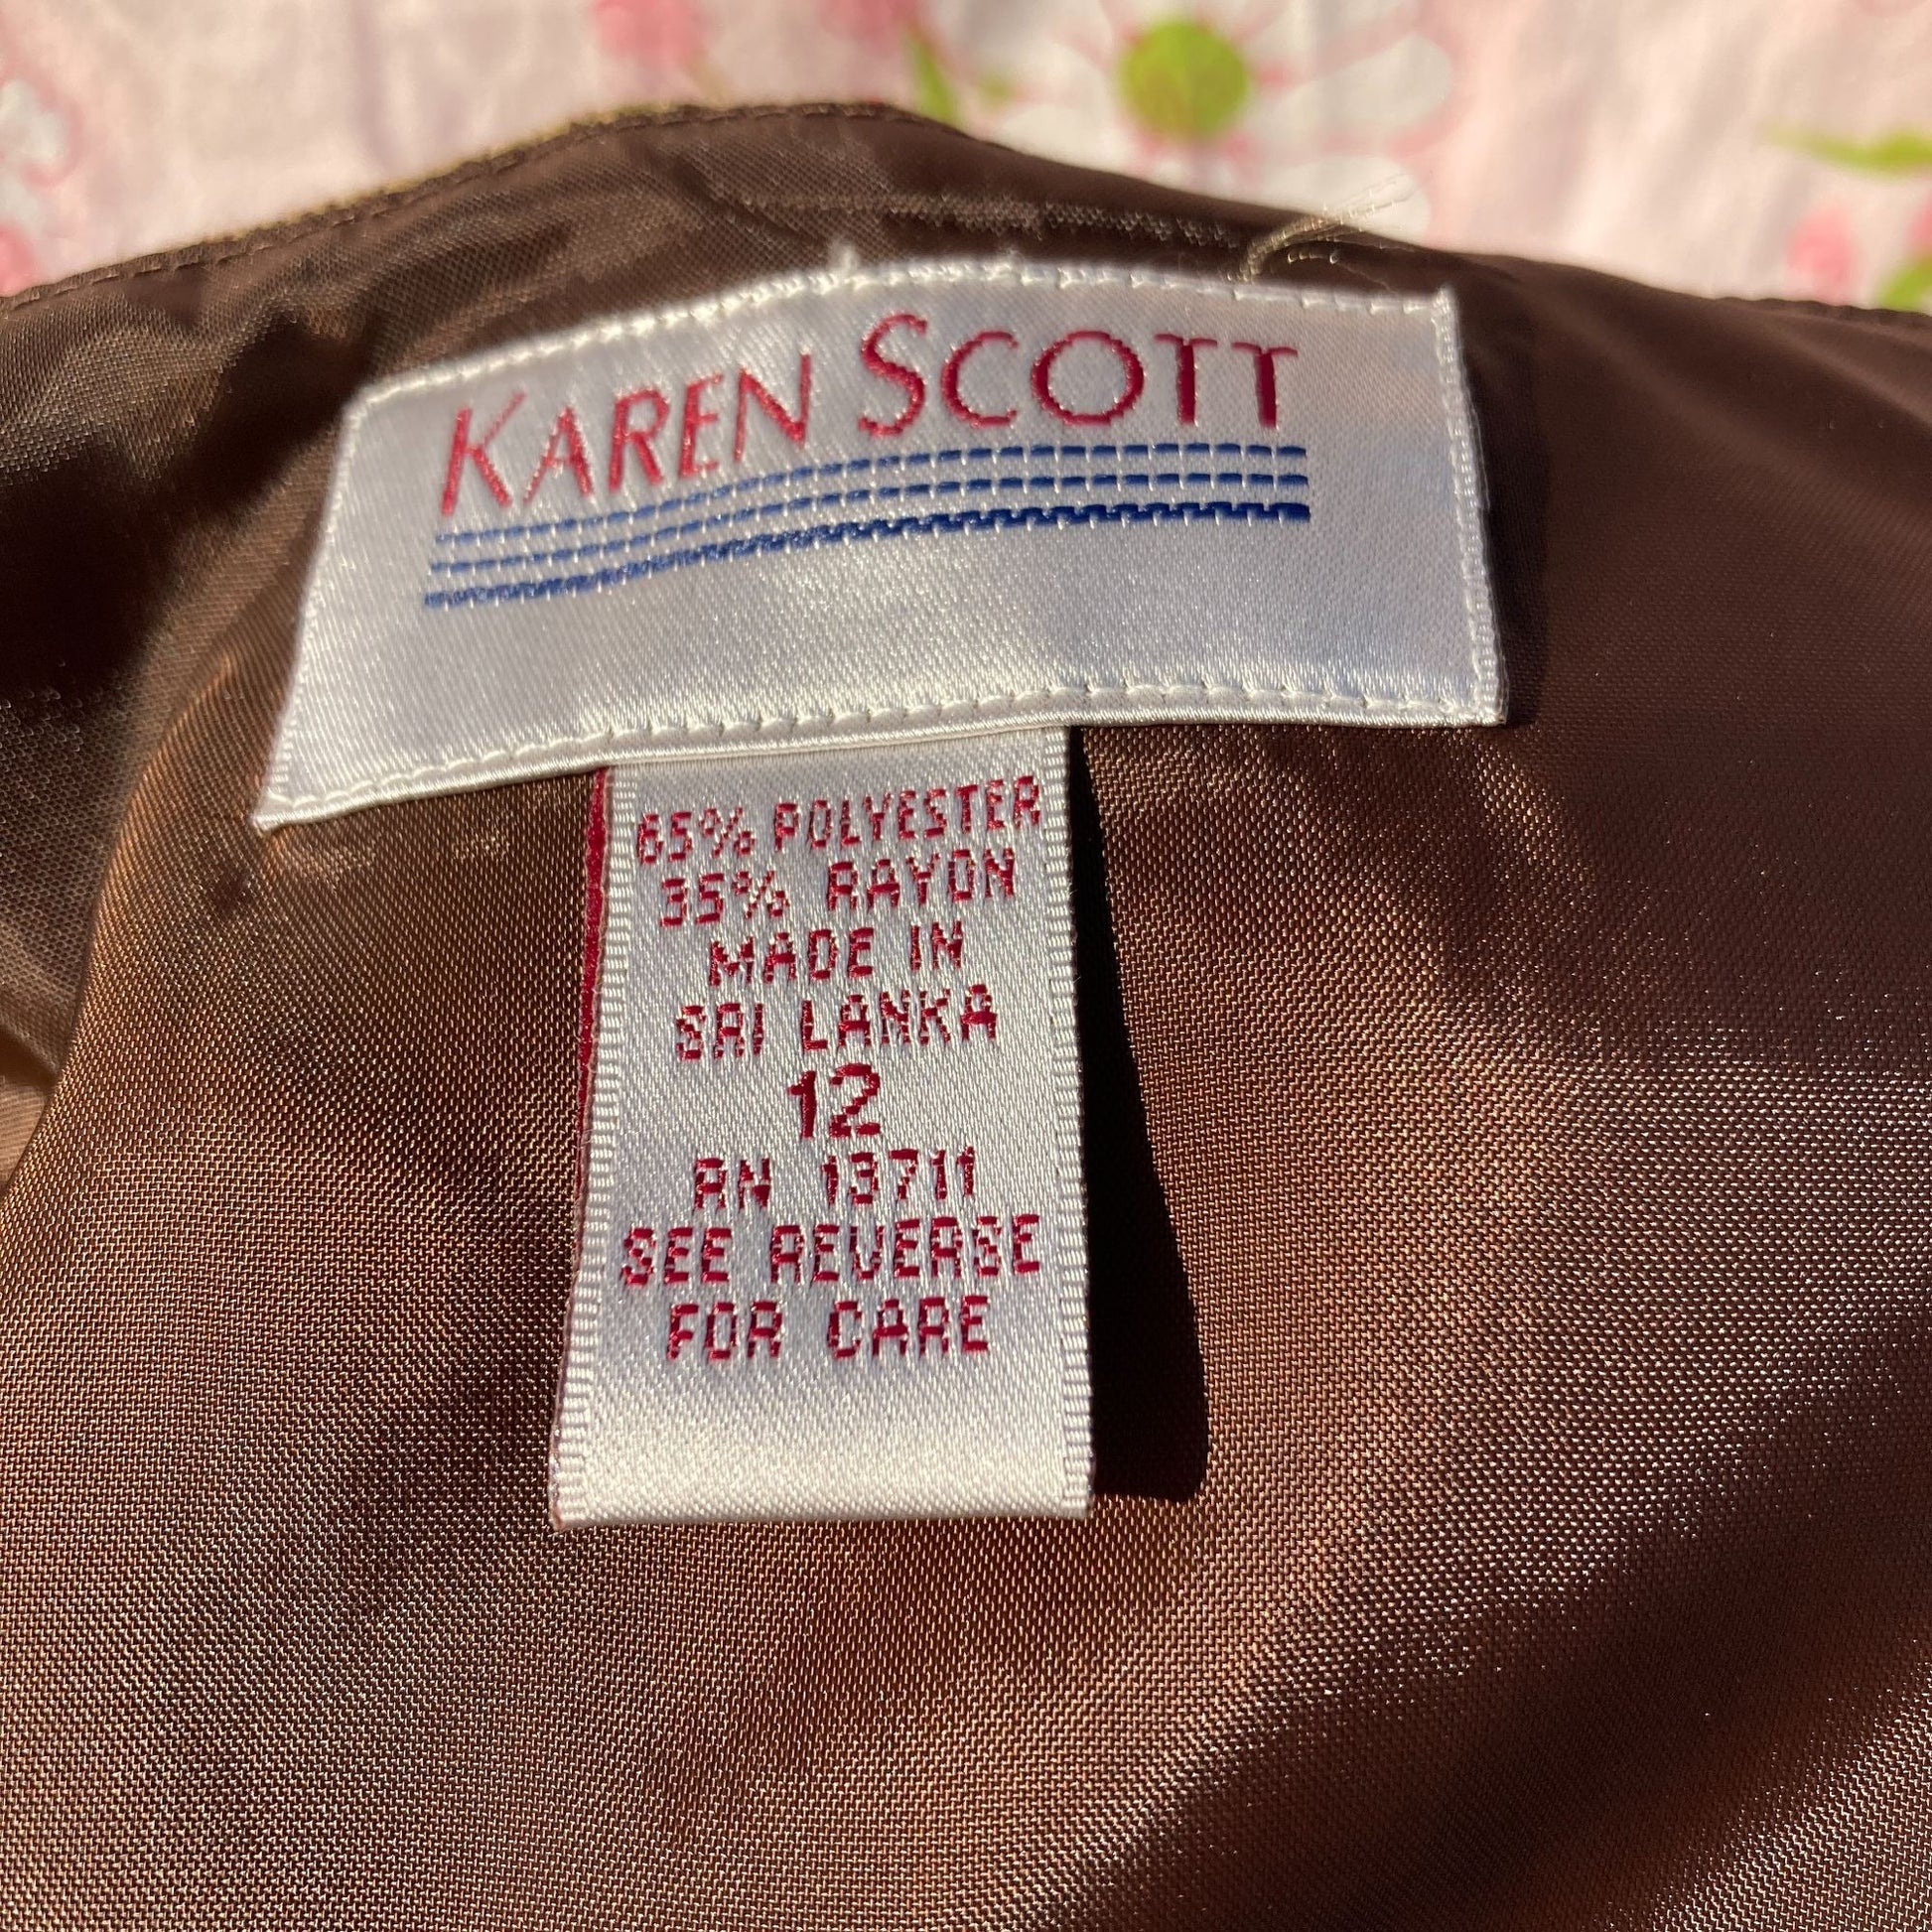 KAREN SCOTT
65% POLYESTER
35% RAYON
MADE IN
SRI LANKA
12
RN 13711
SEE REVERSE
FOR CARE